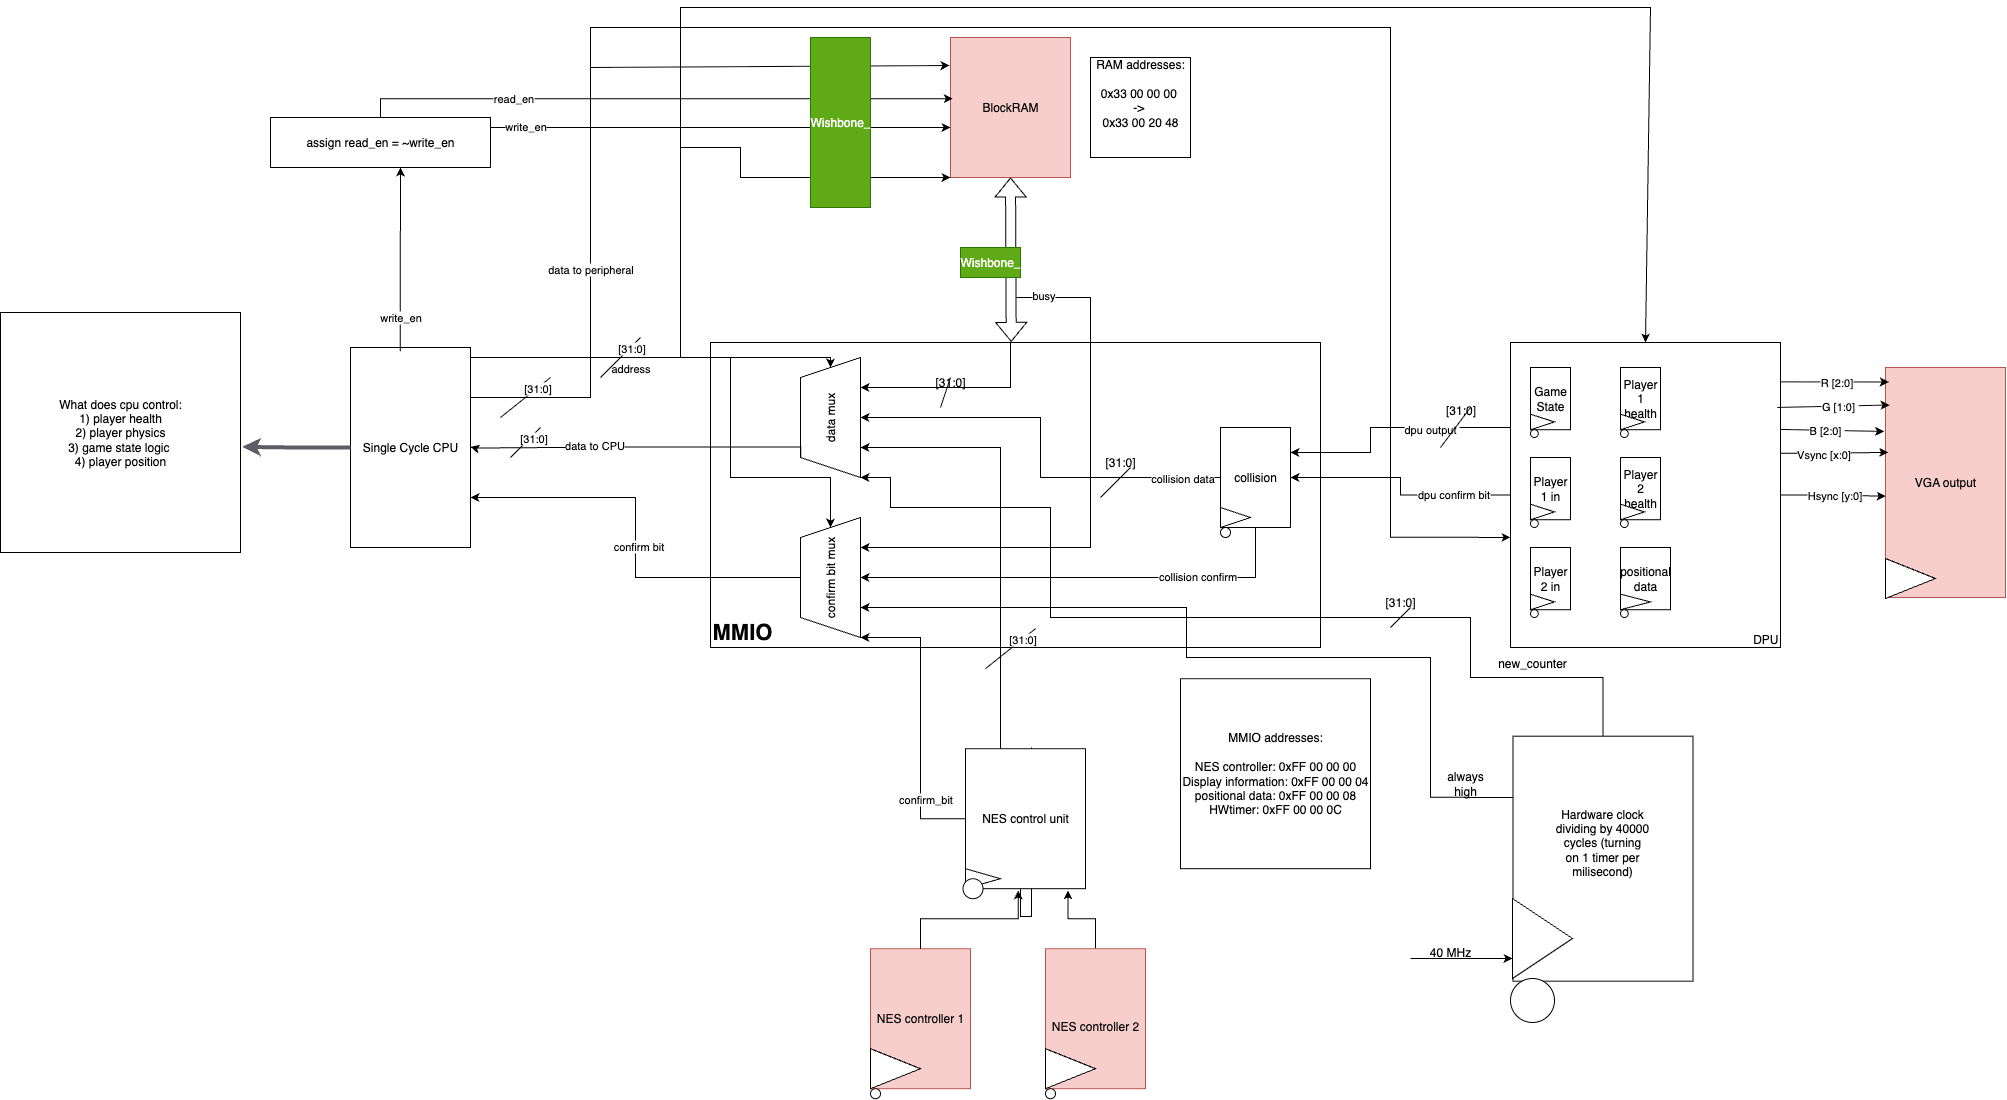 RAM addresses:
0x33 00 00 00
->
0x33 00 20 48
BlockRAM
Wishbone_
read_en
write_en
assign read_en = ~write_en
Wishbone_
data to peripheral
busy
write_en
[31:0]
address
[31:0]
[31:0]
data to CPU
confirm bit
What does cpu control:
1) player health
2) player physics
3) game state logic
4) player position
Single Cycle CPU
data mux
confirm bit mux
MMIO
[31:0]
[31:0]
collision data
collision
collision confirm
[31:0]
[31:0]
dpu output
dpu confirm bit
[31:0]
Game
State
Player
1
health
Player
1 in
Player
2
health
Player
2 in
positional
data
DPU
R [2:0]
G [1:0]
B [2:0]
Vsync [x:0]
Hsync [y:0]
VGA output
new_counter
MMIO addresses:
NES controller: 0xFF 00 00 00
Display information: 0xFF 00 00 04
positional data: 0xFF 00 00 08
HWtimer: 0xFF 00 00 0C
always
high
confirm_bit
NES control unit
Hardware clock
dividing by 40000
cycles (turning
on 1 timer per
milisecond)
40 MHz
NES controller 1
NES controller 2